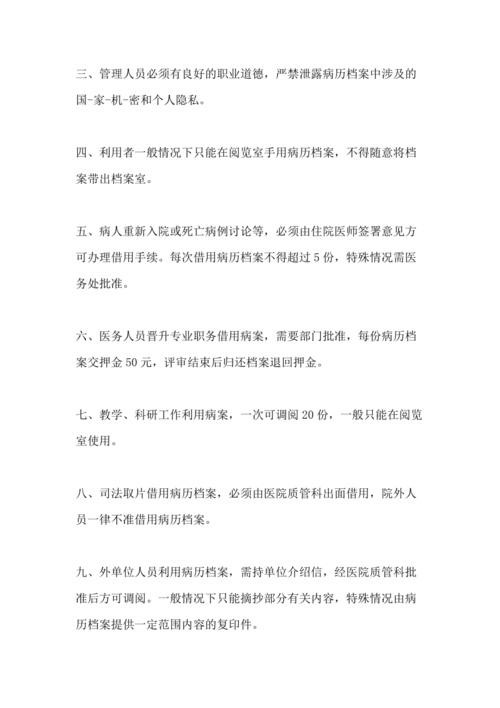 三、管理人员必须有良好的职业道德，严禁泄露病历档案中涉及的
国-家-机-密和个人隐私。
四、利用者一般情况下只能在阅览室手用病历档案，不得随意将档
案带出档案室。
五、病人重新入院或死亡病例讨论等，必须由住院医师签署意见方
可办理借用手续。每次借用病历档案不得超过 5 份，特殊情况需医
务处批准。
六、医务人员晋升专业职务借用病案，需要部门批准，每份病历档
案交押金 50 元，评审结束后归还档案退回押金。
七、教学、科研工作利用病案，一次可调阅 20 份，一般只能在阅览
室使用。
八、司法取片借用病历档案，必须由医院质管科出面借用，院外人
员一律不准借用病历档案。
九、外单位人员利用病历档案，需持单位介绍信，经医院质管科批
准后方可调阅。一般情况下只能摘抄部分有关内容，特殊情况由病
历档案提供一定范围内容的复印件。